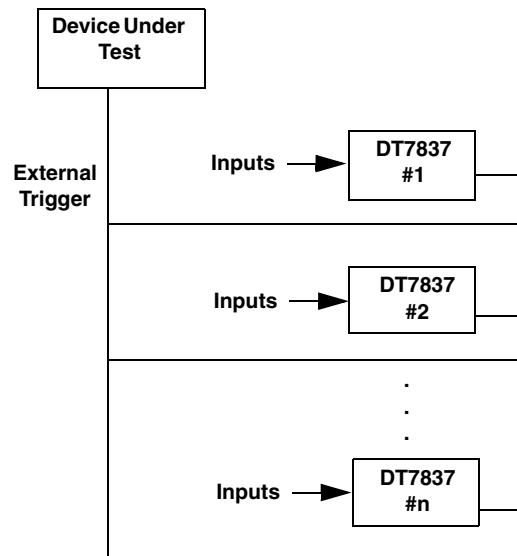 Device Under
Test
External
Trigger
Inputs
DT7837
#1
Inputs
DT7837
#2
.
.
.
Inputs
DT7837
#n